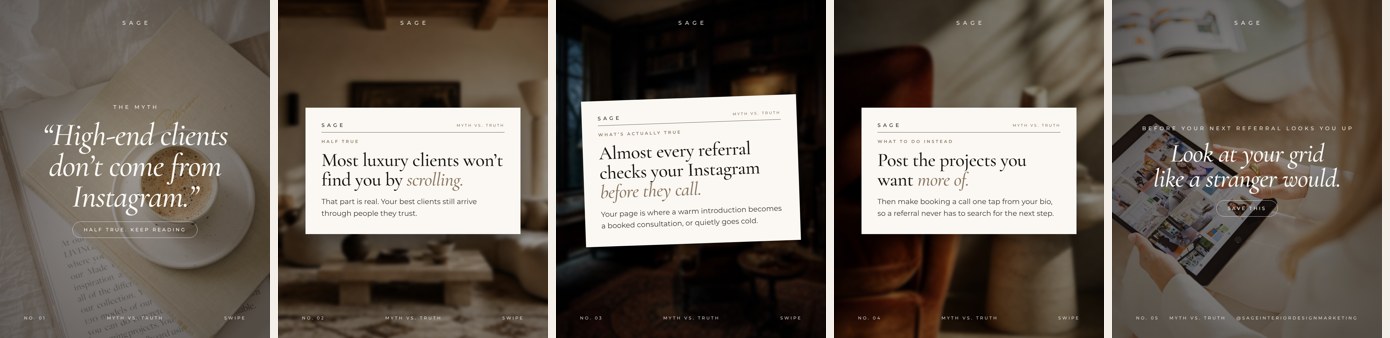 SAGE
THE MYTH
“High-end clients
don’t come from
Instagram.”
HALF TRUE. KEEP READING
NO. 01 MYTH VS. TRUTH SWIPE
SAGE
SAGE MYTH VS. TRUTH
HALF TRUE
Most luxury clients won’t
find you by scrolling.
That part is real. Your best clients still arrive
through people they trust.
NO. 02 MYTH VS. TRUTH SWIPE
SAGE
SAGE MYTH VS. TRUTH
WHAT’S ACTUALLY TRUE
Almost every referral
checks your Instagram
before they call.
Your page is where a warm introduction becomes
a booked consultation, or quietly goes cold.
NO. 03 MYTH VS. TRUTH SWIPE
SAGE
SAGE MYTH VS. TRUTH
WHAT TO DO INSTEAD
Post the projects you
want more of.
Then make booking a call one tap from your bio,
so a referral never has to search for the next step.
NO. 04 MYTH VS. TRUTH SWIPE
SAGE
BEFORE YOUR NEXT REFERRAL LOOKS YOU UP
Look at your grid
like a stranger would.
SAVE THIS
NO. 05 MYTH VS. TRUTH @SAGEINTERIORDESIGNMARKETING